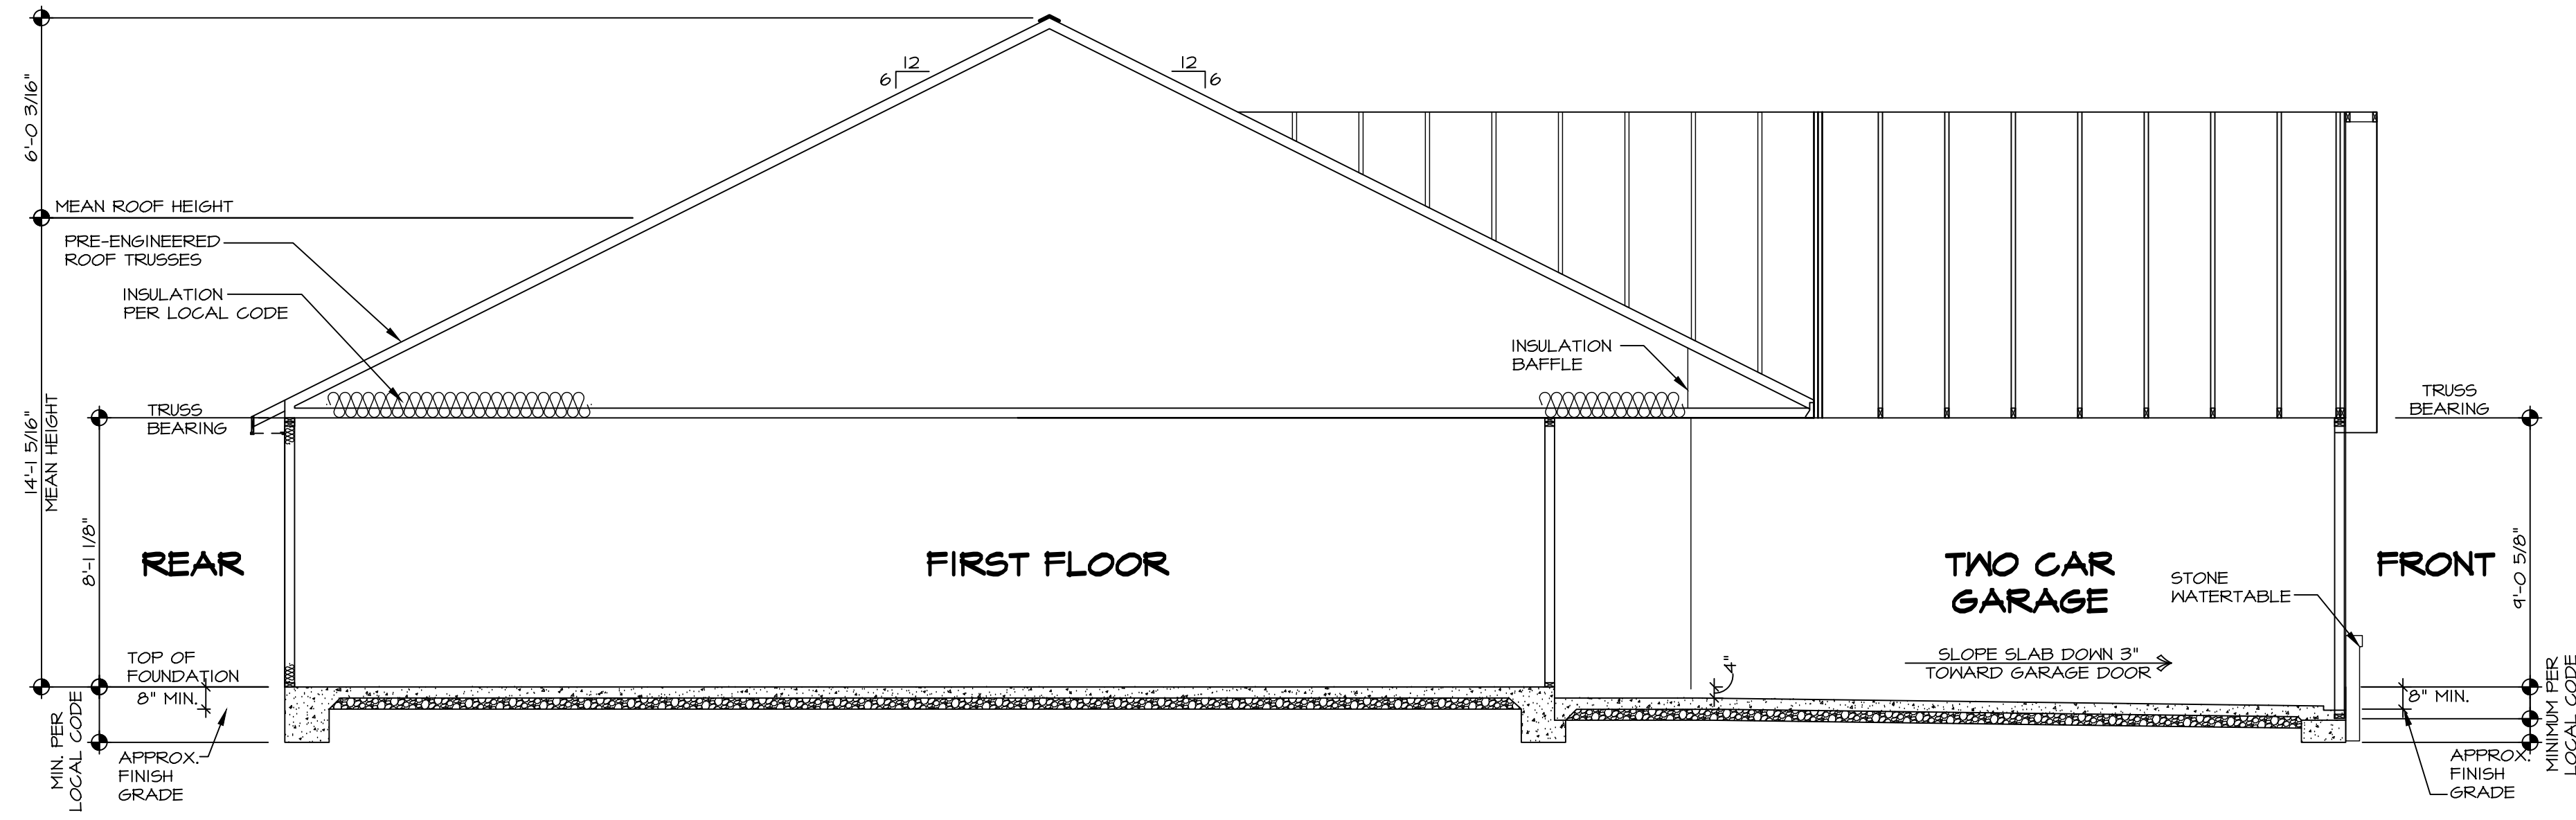 12
6
12
6
6'-0 3/16"
MEAN ROOF HEIGHT
PRE-ENGINEERED
ROOF TRUSSES
INSULATION
PER LOCAL CODE
INSULATION
BAFFLE
TRUSS
BEARING
TRUSS
BEARING
14'-1 5/16"
MEAN HEIGHT
8'-1 1/8"
REAR
FIRST FLOOR
TWO CAR
GARAGE
FRONT
9'-0 5/8"
STONE
WATERTABLE
TOP OF
FOUNDATION
8" MIN.
4"
SLOPE SLAB DOWN 3"
TOWARD GARAGE DOOR
8" MIN.
MIN. PER
LOCAL CODE
APPROX.
FINISH
GRADE
APPROX.
FINISH
GRADE
MINIMUM PER
LOCAL CODE